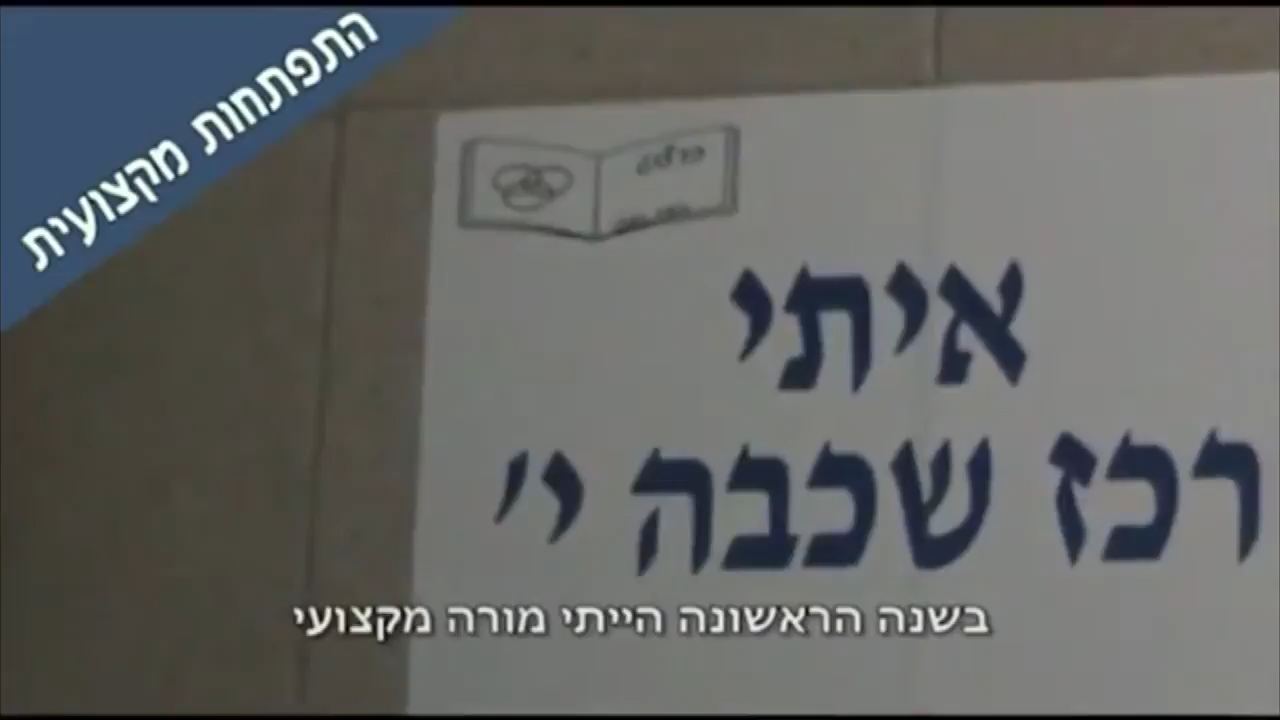 התפתחות מקצועית
איתי
רכז שכבה י'
בשנה הראשונה הייתי מורה מקצועי